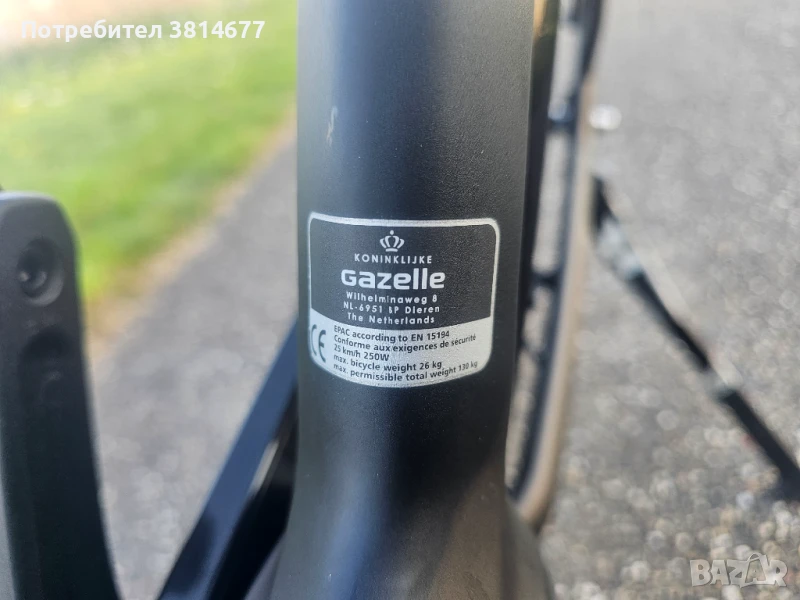 Потребител 3814677
KONINKLIJKE
Gazelle
Wilhelminaweg 8
NL-6951 BP Dieren
The Netherlands
CE
EPAC according to EN 15194
Conforme aux exigences de sécurité
25 km/h 250W
max. bicycle weight 26 kg
max. permissible total weight 130 kg
BAZAR